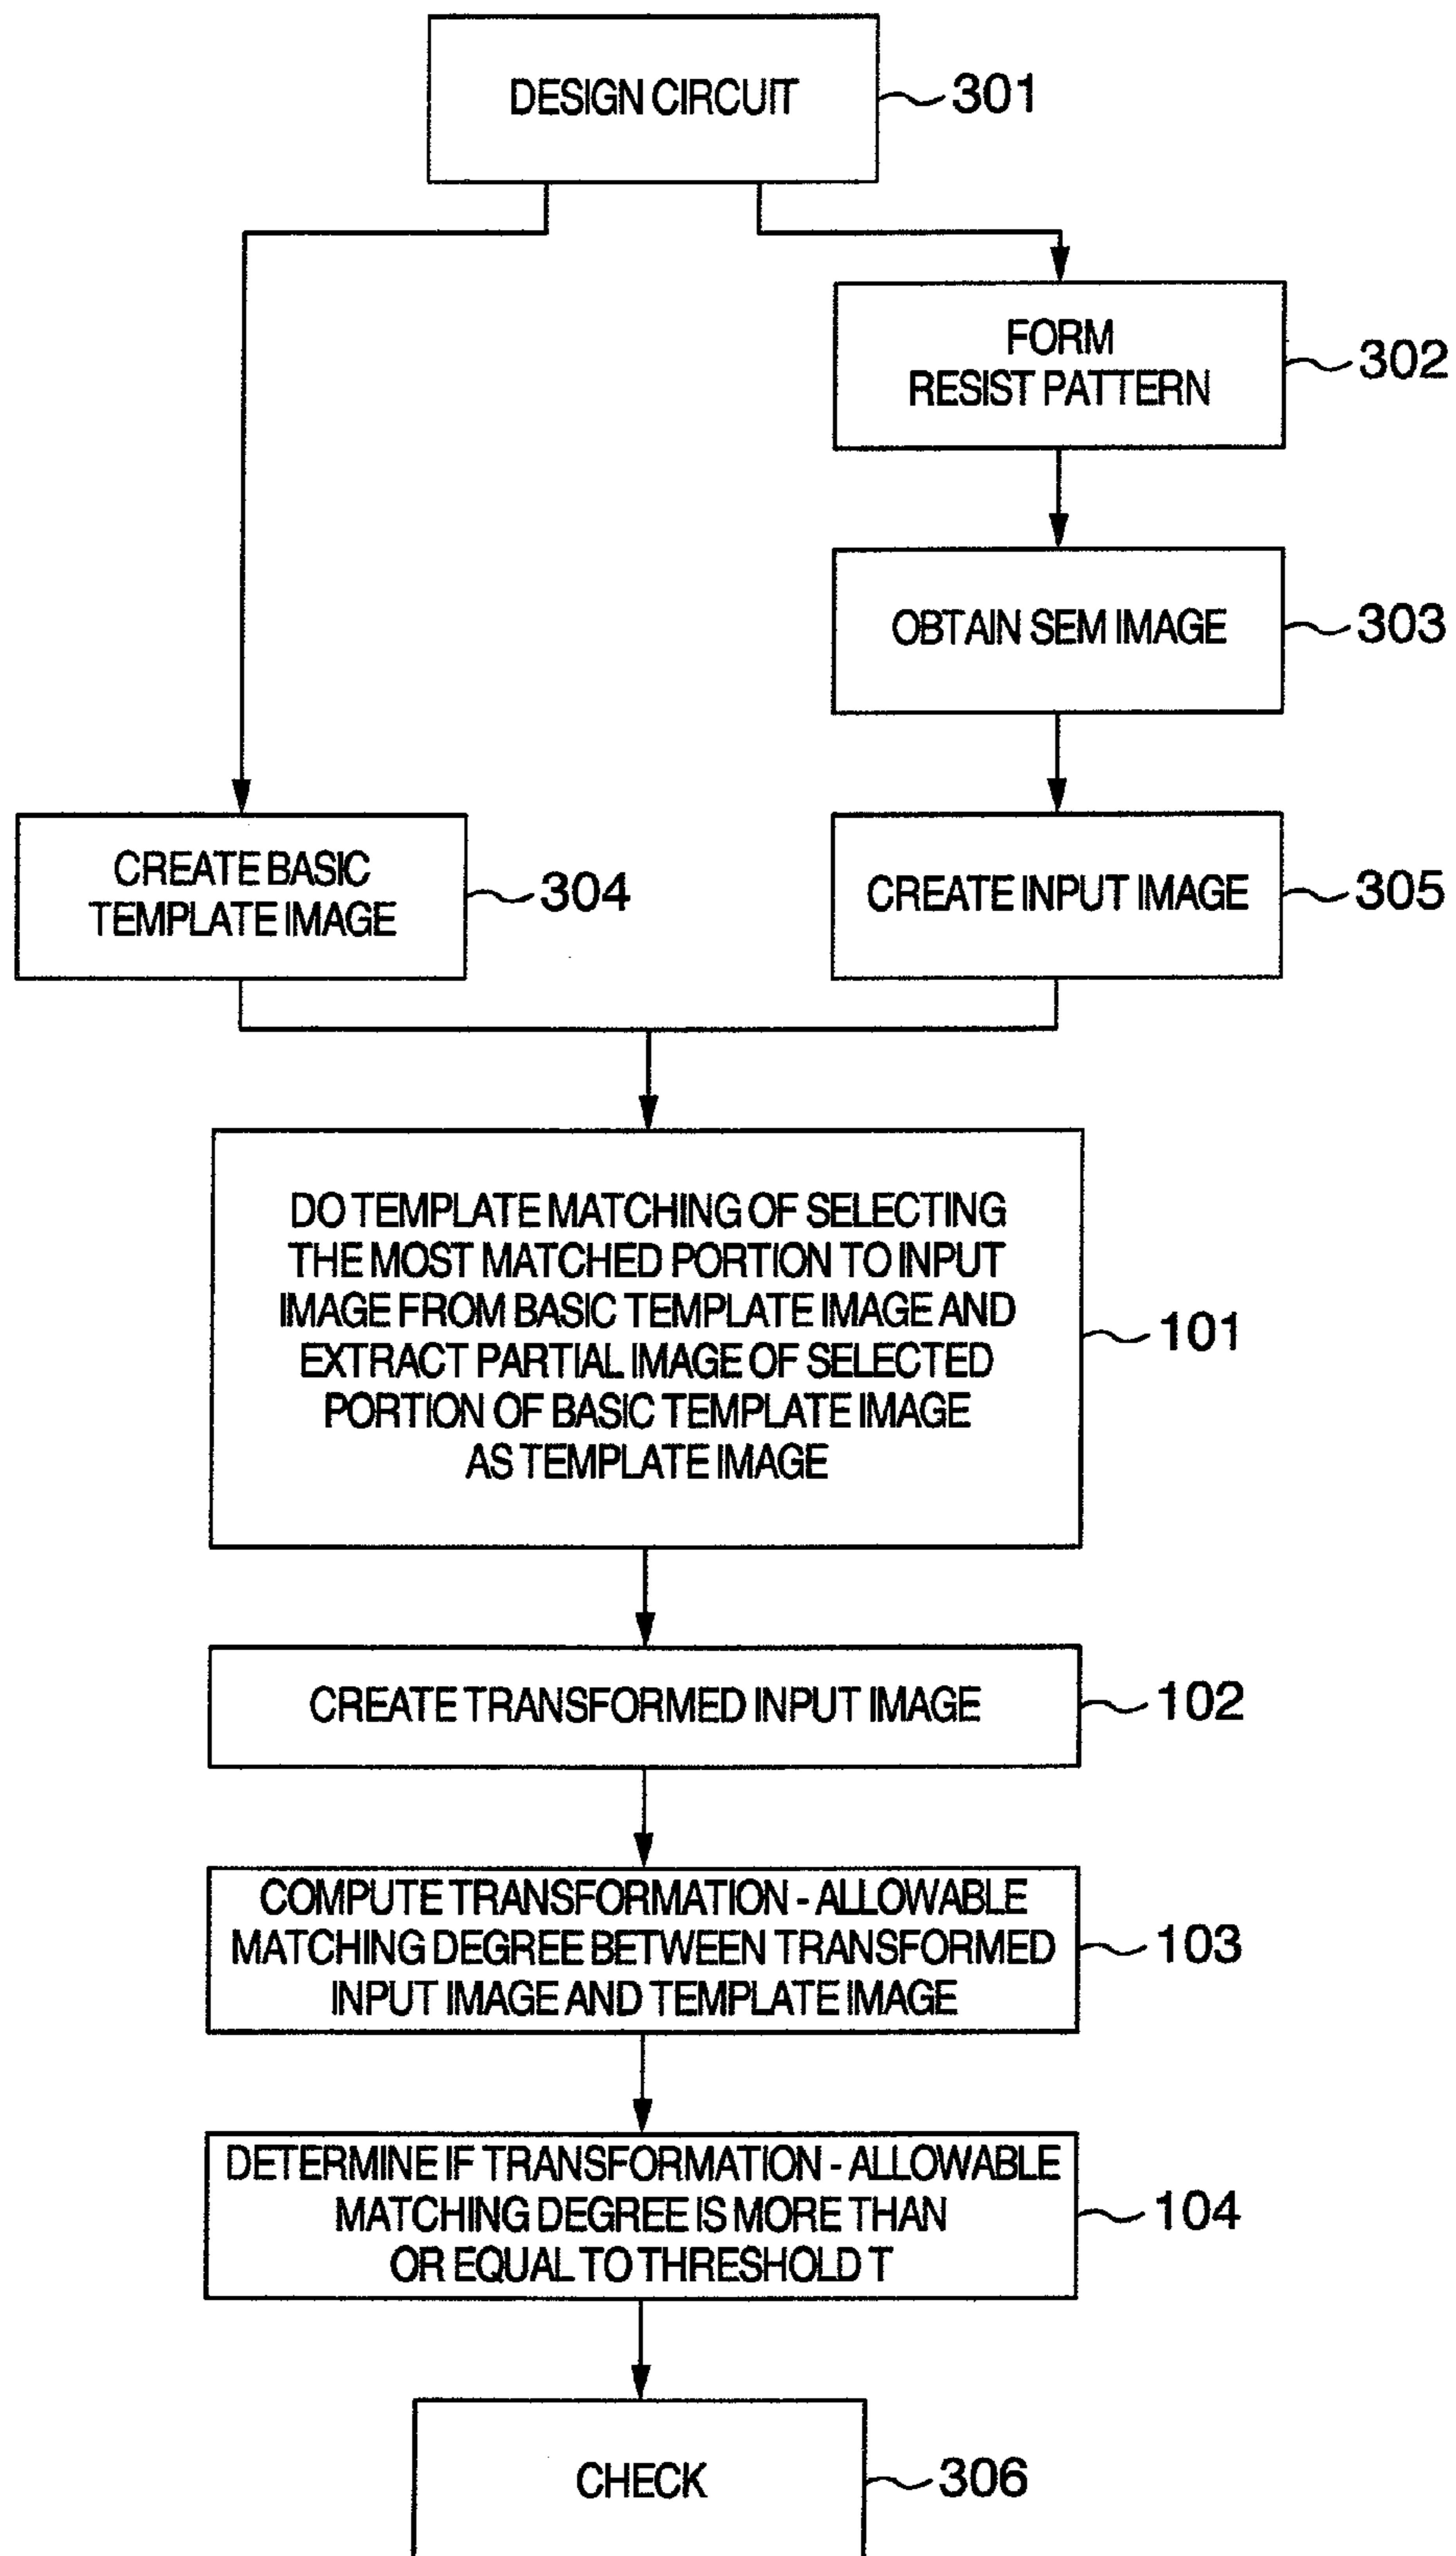 DESIGN CIRCUIT
301
FORM
RESIST PATTERN
302
OBTAIN SEM IMAGE
303
CREATE BASIC
TEMPLATE IMAGE
304
CREATE INPUT IMAGE
305
DO TEMPLATE MATCHING OF SELECTING
THE MOST MATCHED PORTION TO INPUT
IMAGE FROM BASIC TEMPLATE IMAGE AND
EXTRACT PARTIAL IMAGE OF SELECTED
PORTION OF BASIC TEMPLATE IMAGE
AS TEMPLATE IMAGE
101
CREATE TRANSFORMED INPUT IMAGE
102
COMPUTE TRANSFORMATION - ALLOWABLE
MATCHING DEGREE BETWEEN TRANSFORMED
INPUT IMAGE AND TEMPLATE IMAGE
103
DETERMINE IF TRANSFORMATION - ALLOWABLE
MATCHING DEGREE IS MORE THAN
OR EQUAL TO THRESHOLD T
104
CHECK
306